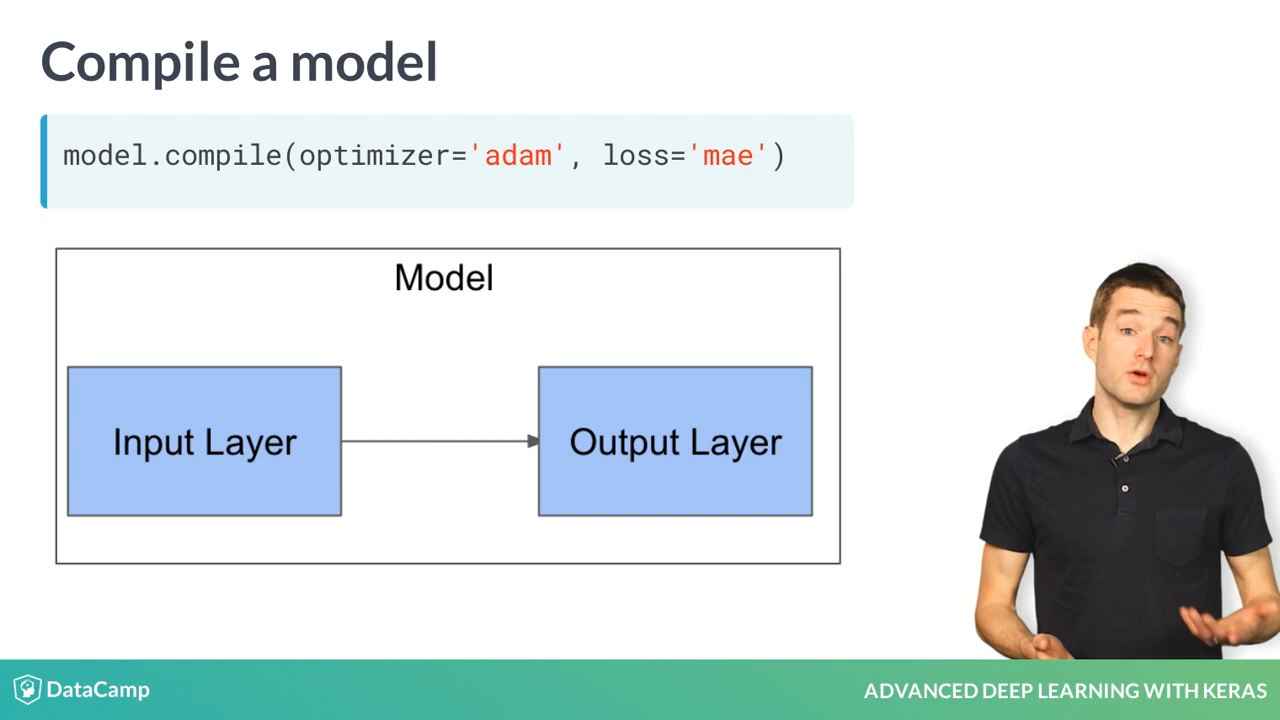 Compile a model
model.compile(optimizer='adam', loss='mae')
Model
Input Layer
Output Layer
DataCamp
ADVANCED DEEP LEARNING WITH KERAS